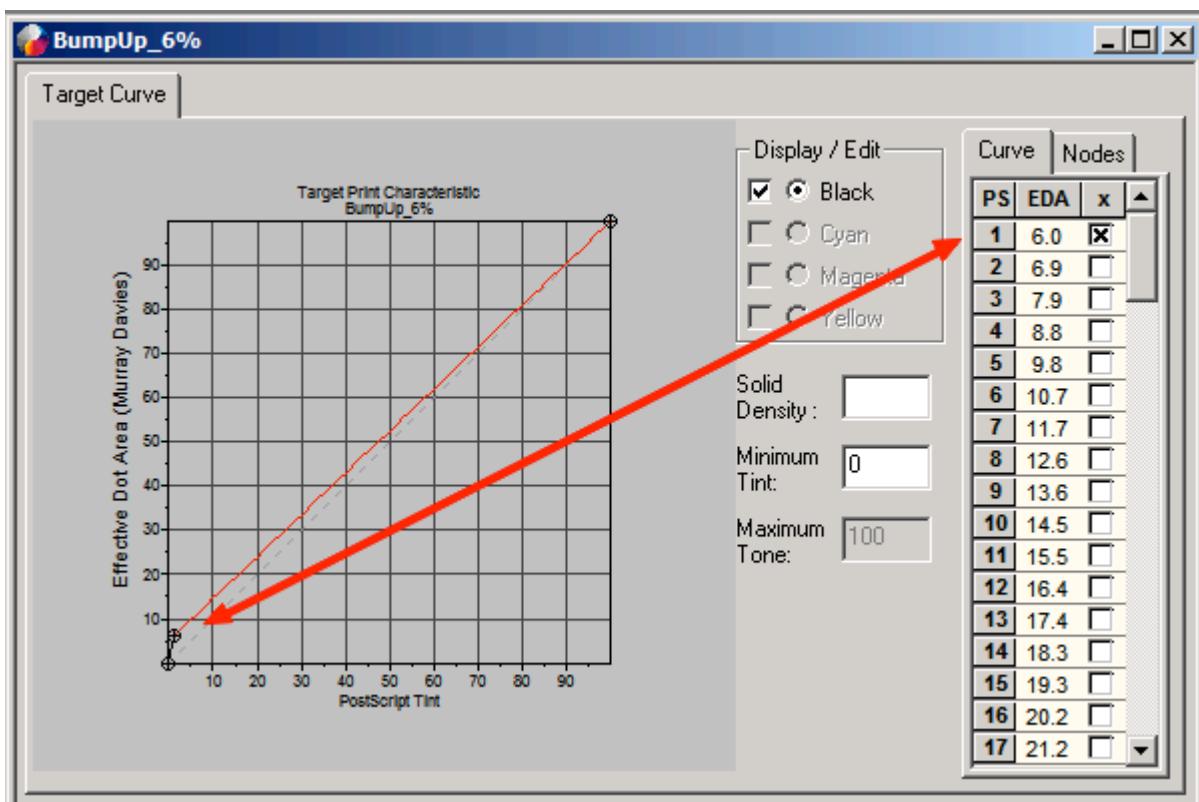 BumpUp_6%
Target Curve
Target Print Characteristic
BumpUp_6%
Effective Dot Area (Murray Davies)
90
80
70
60
50
40
30
20
10
10 20 30 40 50 60 70 80 90
PostScript Tint
Display / Edit
Black
Cyan
Magenta
Yellow
Solid
Density :
Minimum
Tint:
0
Maximum
Tone:
100
Curve Nodes
PS EDA x
1 6.0
2 6.9
3 7.9
4 8.8
5 9.8
6 10.7
7 11.7
8 12.6
9 13.6
10 14.5
11 15.5
12 16.4
13 17.4
14 18.3
15 19.3
16 20.2
17 21.2